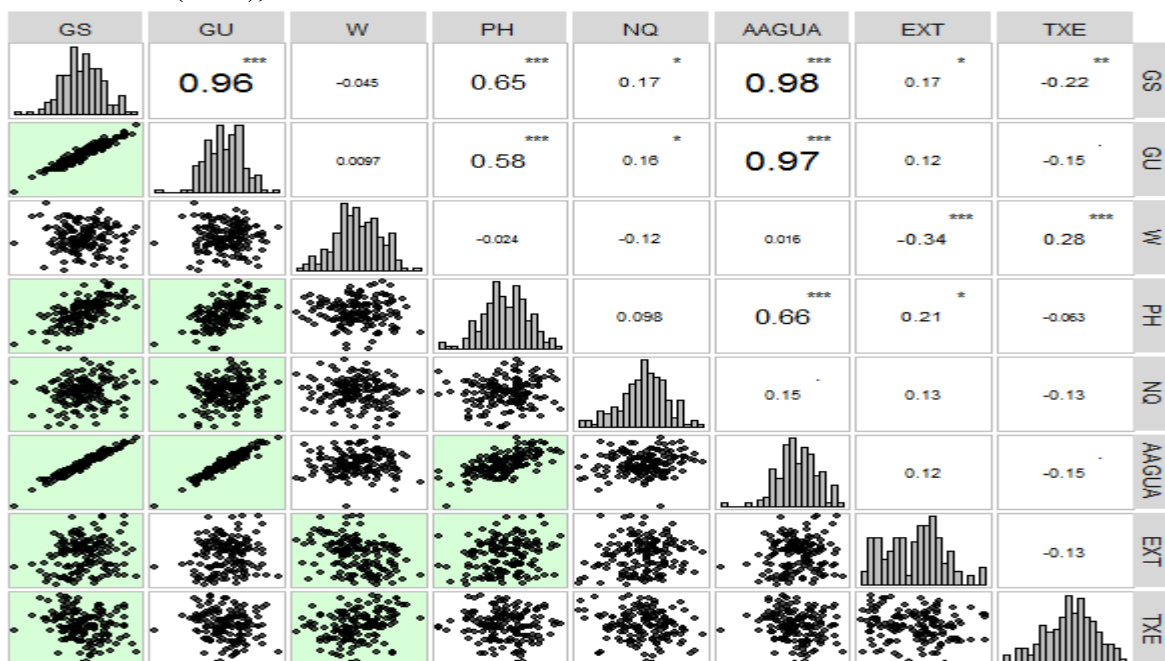 GS GU W PH NQ AAGUA EXT TXE
0.96 *** -0.045 0.65 *** 0.17 * 0.98 *** 0.17 * -0.22 ** GS
0.0097 0.58 *** 0.16 * 0.97 *** 0.12 -0.15 . GU
-0.024 -0.12 0.016 -0.34 *** 0.28 *** W
0.098 0.66 *** 0.21 * -0.063 PH
0.15 . 0.13 -0.13 NQ
0.12 -0.15 . AAGUA
-0.13 EXT
TXE